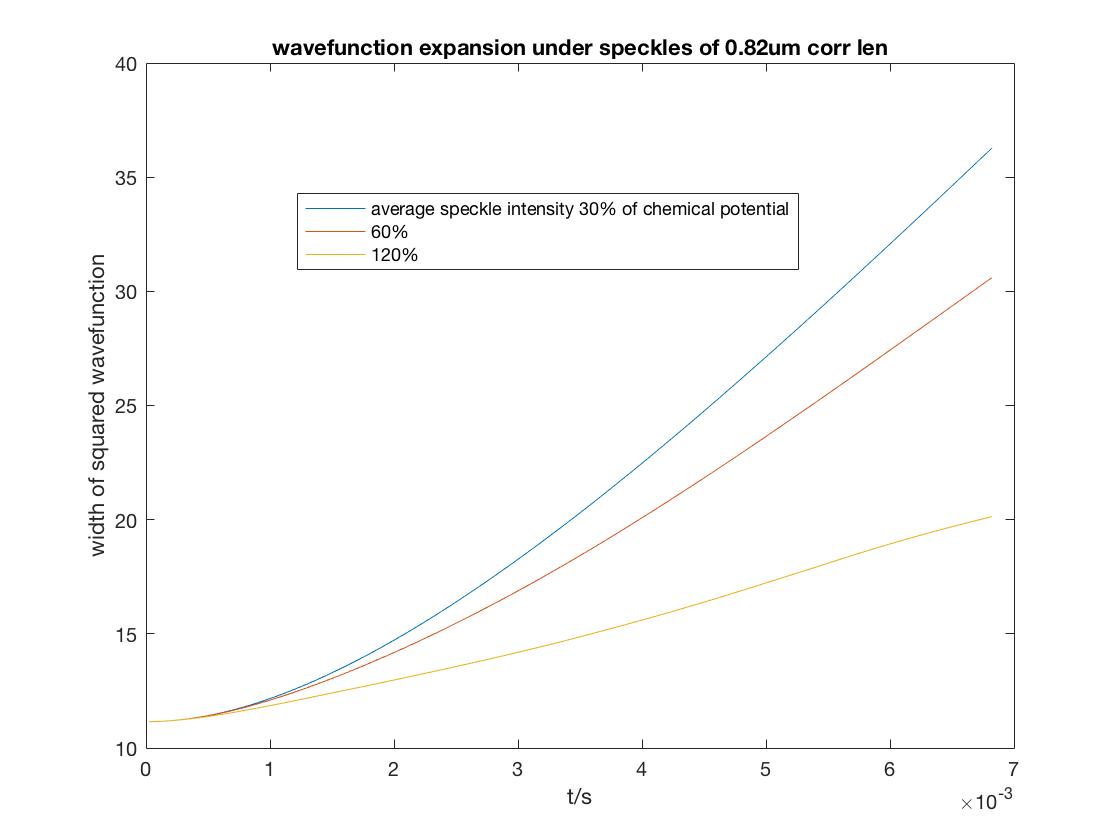 wavefunction expansion under speckles of 0.82um corr len
40
35
30
25
20
15
10
width of squared wavefunction
average speckle intensity 30% of chemical potential
60%
120%
0 1 2 3 4 5 6 7
t/s
×10-3